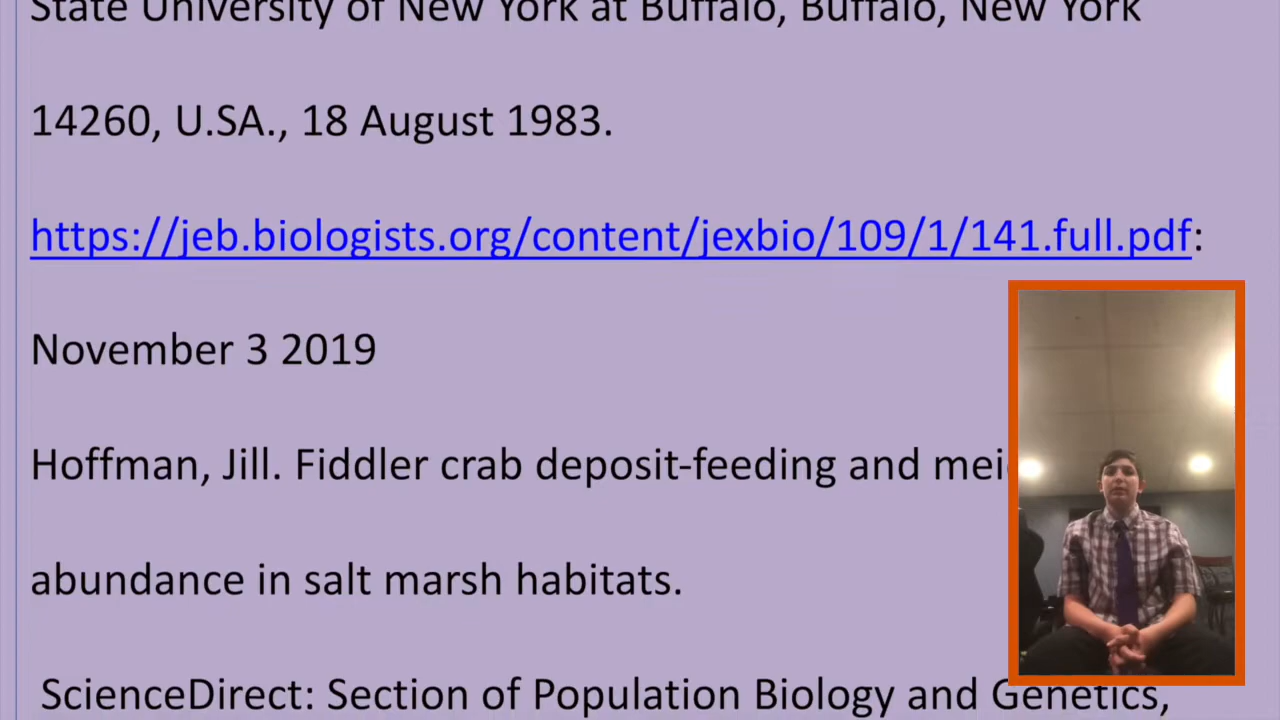 State University of New York at Buffalo, Buffalo, New York
14260, U.SA., 18 August 1983.
https://jeb.biologists.org/content/jexbio/109/1/141.full.pdf:
November 3 2019
Hoffman, Jill. Fiddler crab deposit-feeding and
abundance in salt marsh habitats.
ScienceDirect: Section of Population Biology and Genetics,